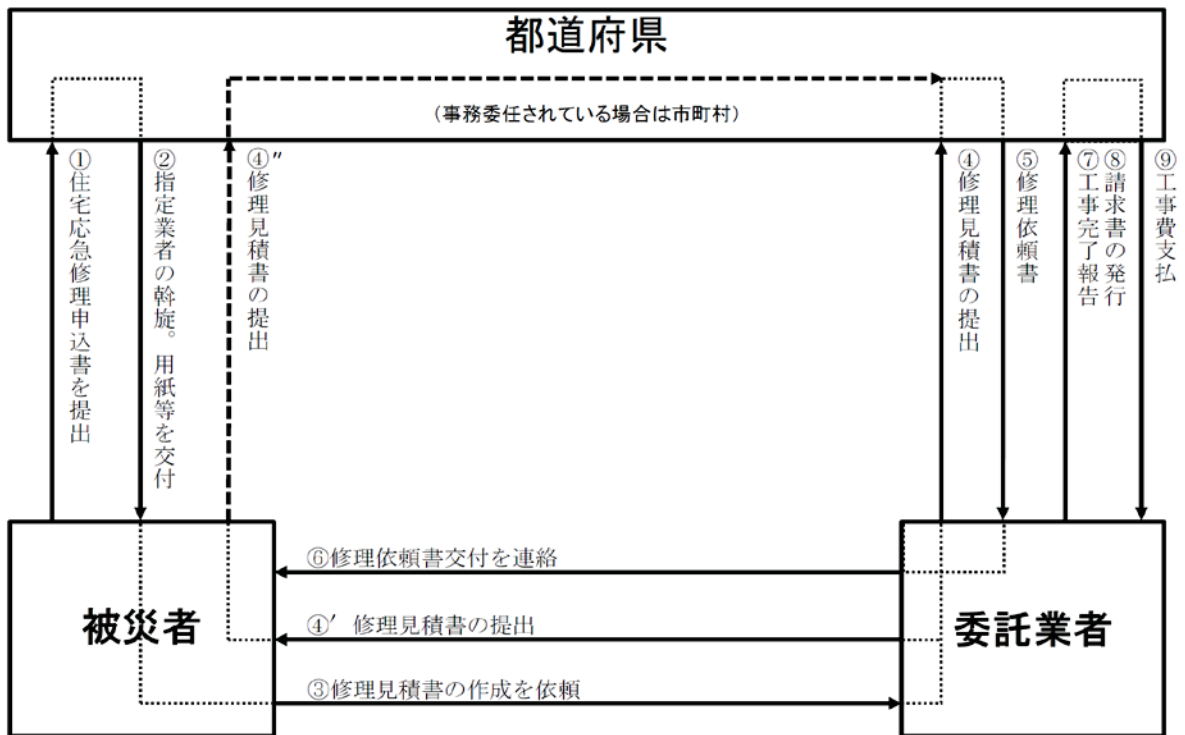 都道府県
(事務委任されている場合は市町村)
①住宅応急修理申込書を提出
②指定業者の斡旋。用紙等を交付
④″修理見積書の提出
④修理見積書の提出
⑤修理依頼書
⑦工事完了報告
⑧請求書の発行
⑨工事費支払
⑥修理依頼書交付を連絡
④′修理見積書の提出
③修理見積書の作成を依頼
被災者
委託業者